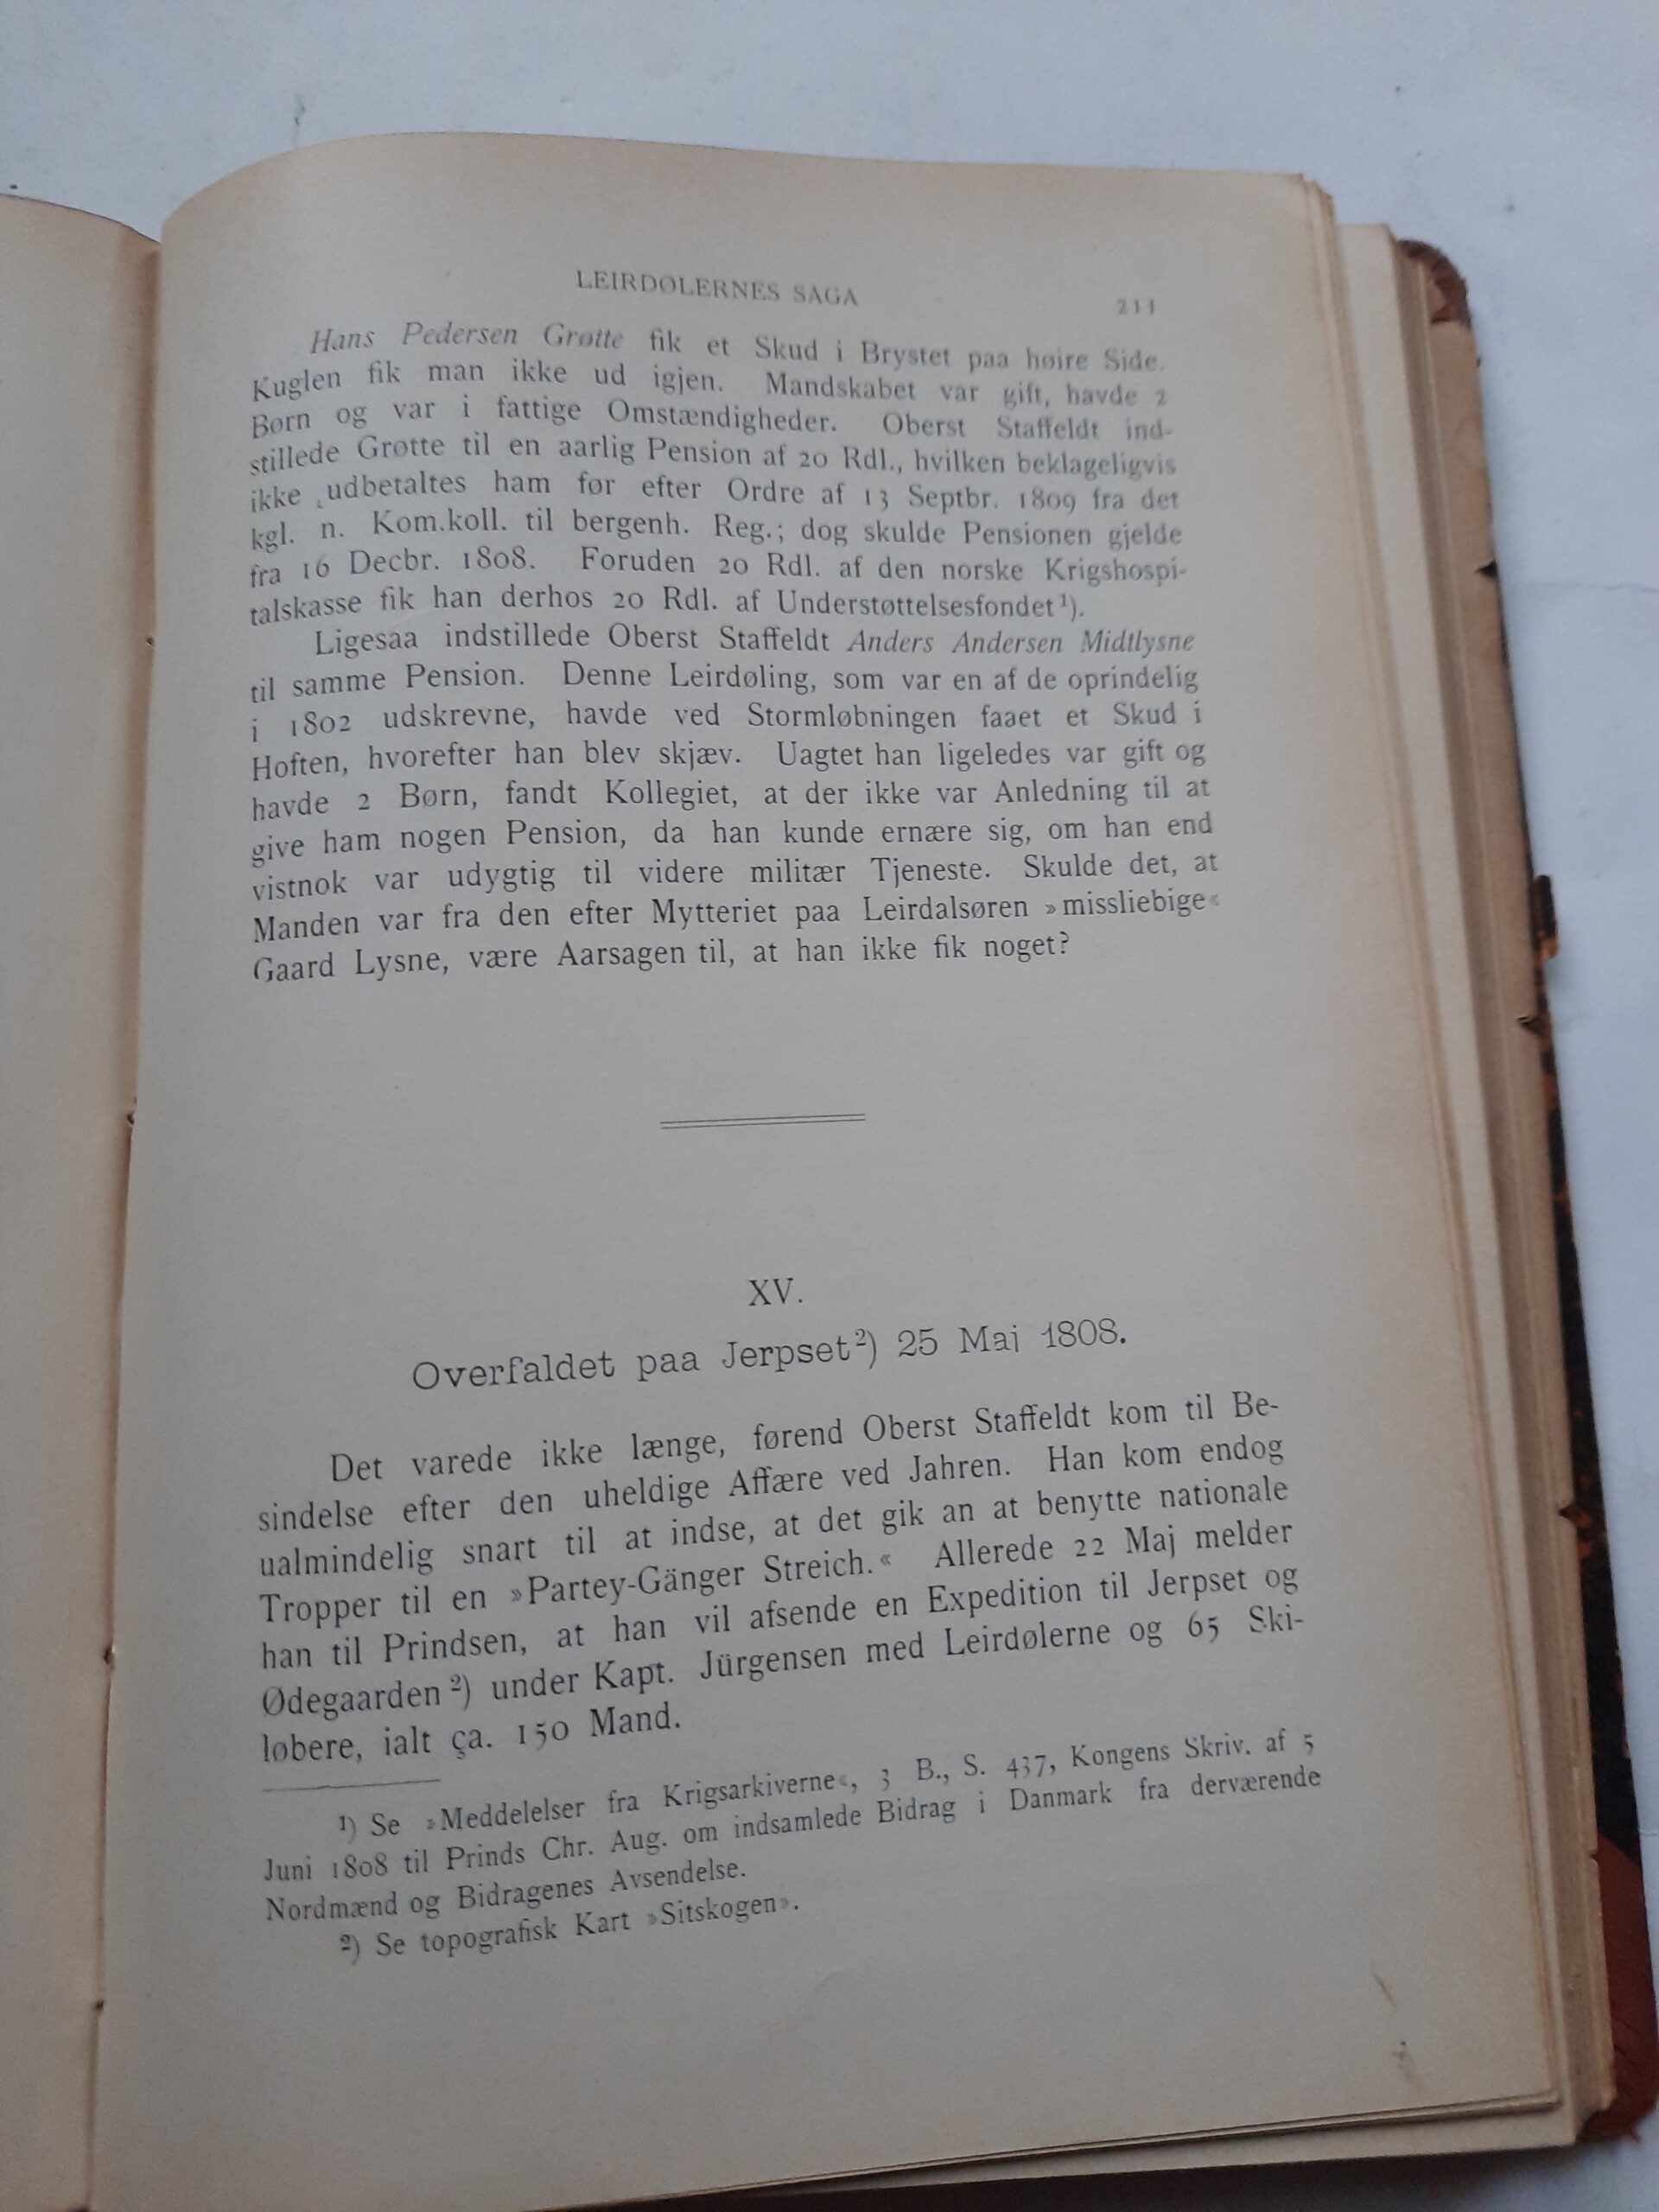 LEIRDØLERNES SAGA
211
Hans Pedersen Grøtte fik et Skud i Brystet paa høire Side.
Kuglen fik man ikke ud igjen. Mandskabet var gift, havde 2
Børn og var i fattige Omstændigheder. Oberst Staffeldt ind-
stillede Grøtte til en aarlig Pension af 20 Rdl., hvilken beklageligvis
ikke udbetaltes ham før efter Ordre af 13 Septbr. 1809 fra det
kgl. n. Kom.koll. til bergenh. Reg.; dog skulde Pensionen gjelde
fra 16 Decbr. 1808. Foruden 20 Rdl. af den norske Krigshospi-
talskasse fik han derhos 20 Rdl. af Understøttelsesfondet ¹).
Ligesaa indstillede Oberst Staffeldt Anders Andersen Midtlysne
til samme Pension. Denne Leirdøling, som var en af de oprindelig
i 1802 udskrevne, havde ved Stormløbningen faaet et Skud i
Hoften, hvorefter han blev skjæv. Uagtet han ligeledes var gift og
havde 2 Børn, fandt Kollegiet, at der ikke var Anledning til at
give ham nogen Pension, da han kunde ernære sig, om han end
vistnok var udygtig til videre militær Tjeneste. Skulde det, at
Manden var fra den efter Mytteriet paa Leirdalsøren »missliebige«
Gaard Lysne, være Aarsagen til, at han ikke fik noget?
XV.
Overfaldet paa Jerpset ²) 25 Mai 1808.
Det varede ikke længe, førend Oberst Staffeldt kom til Be-
sindelse efter den uheldige Affære ved Jahren. Han kom endog
ualmindelig snart til at indse, at det gik an at benytte nationale
Tropper til en »Partey-Gänger Streich.« Allerede 22 Maj melder
han til Prindsen, at han vil afsende en Expedition til Jerpset og
Ødegaarden ²) under Kapt. Jürgensen med Leirdølerne og 65 Ski-
løbere, ialt ça. 150 Mand.
¹) Se »Meddelelser fra Krigsarkiverne«, 3 B., S. 437, Kongens Skriv. af 5
Juni 1808 til Prinds Chr. Aug. om indsamlede Bidrag i Danmark fra derværende
Nordmænd og Bidragenes Avsendelse.
²) Se topografisk Kart »Sitskogen».